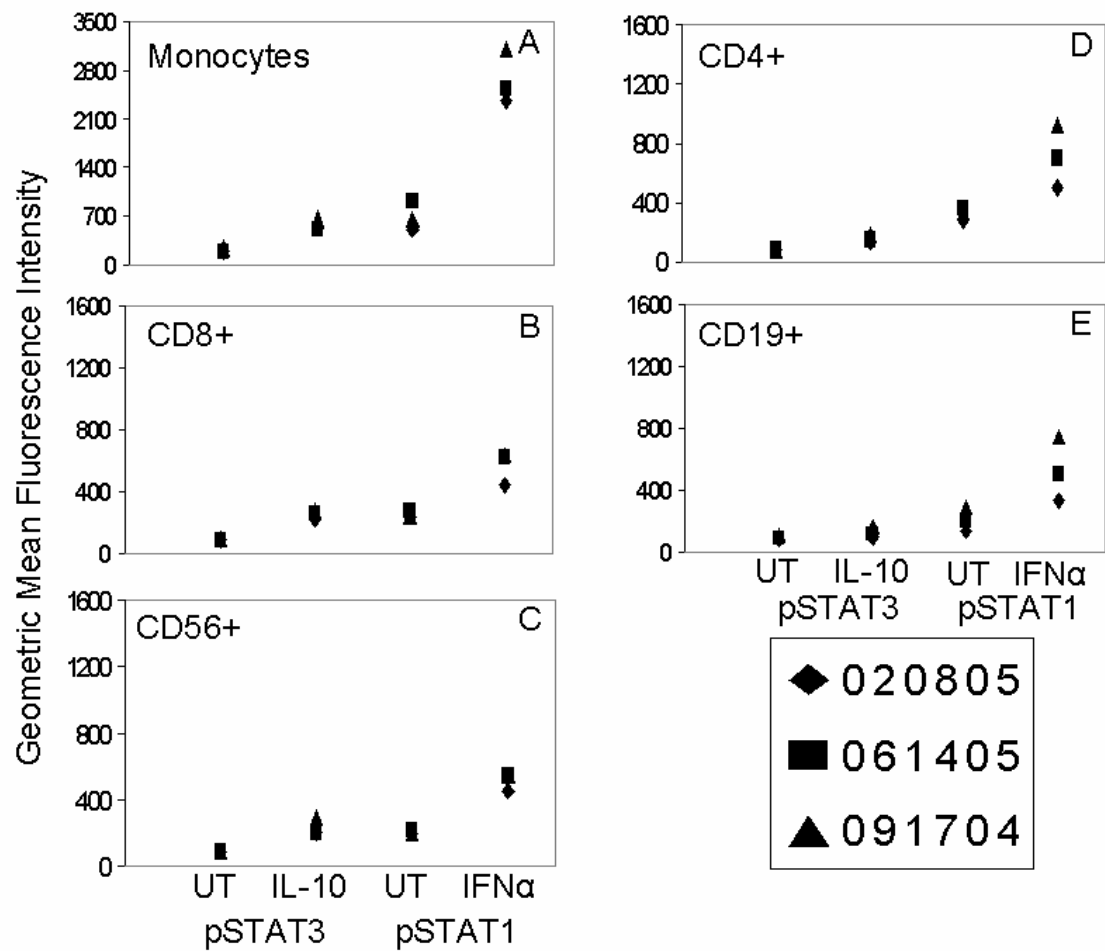 Geometric Mean Fluorescence Intensity
3500
2800
2100
1400
700
0
Monocytes
A
1600
1200
800
400
0
CD8+
B
1600
1200
800
400
0
CD56+
C
UT IL-10 UT IFNα
pSTAT3 pSTAT1
1600
1200
800
400
0
CD4+
D
1600
1200
800
400
0
CD19+
E
UT IL-10 UT IFNα
pSTAT3 pSTAT1
020805
061405
091704